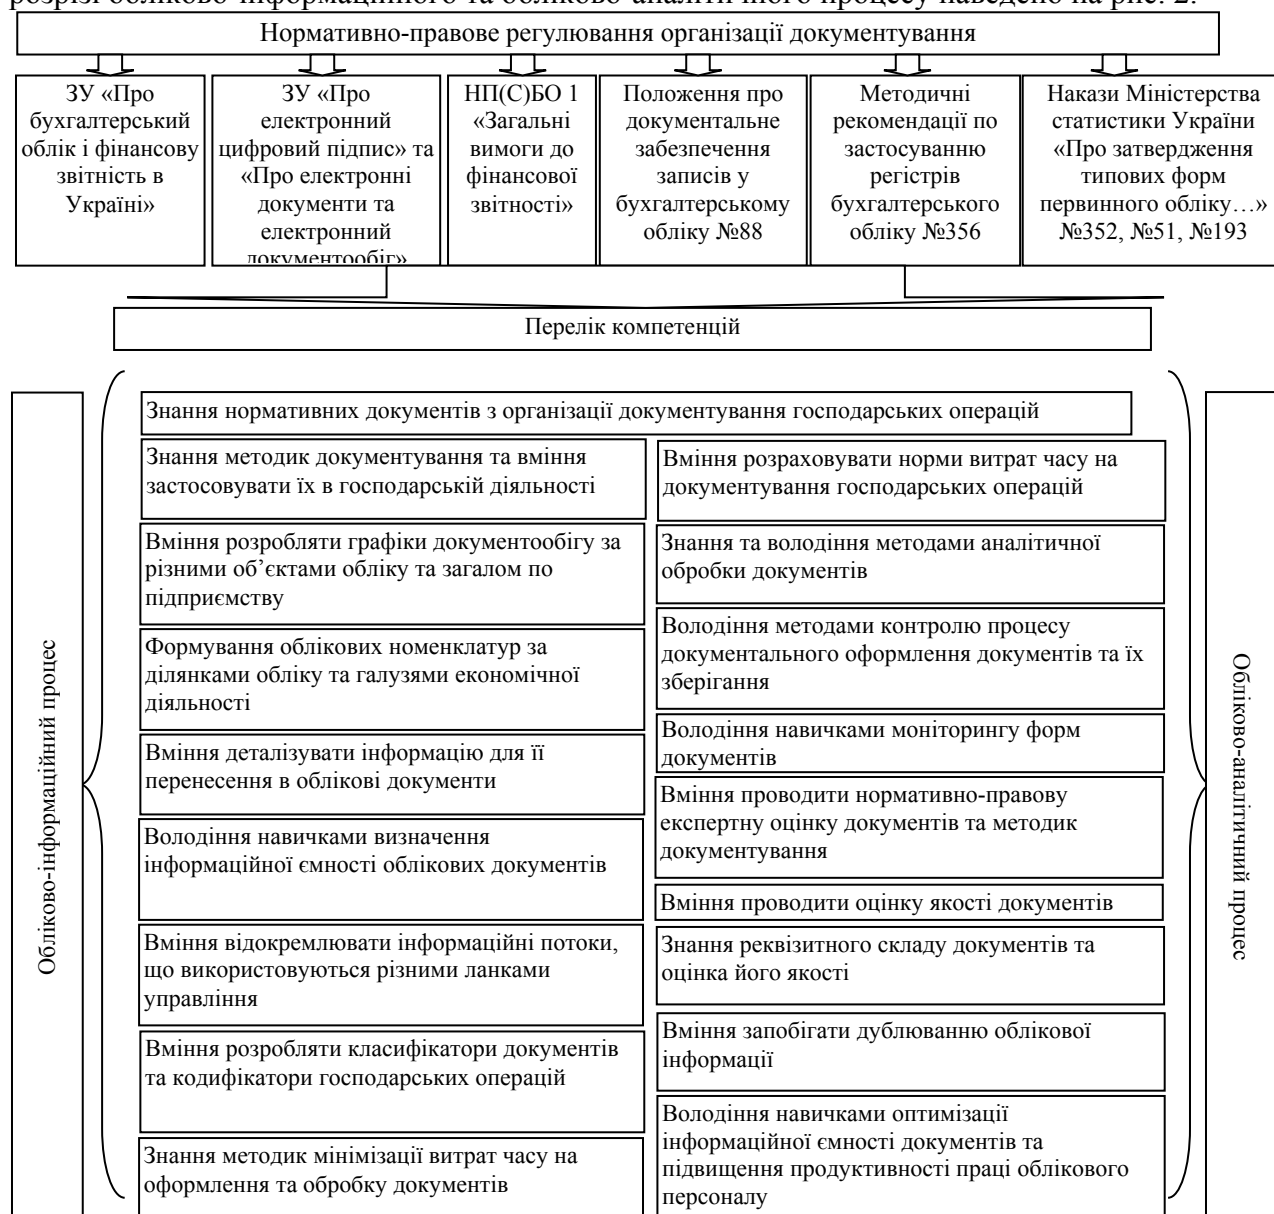 розрізі обліково-інформаційного та обліково-аналітичного процесу наведено на рис. 2.
Нормативно-правове регулювання організації документування
ЗУ «Про
бухгалтерський
облік і фінансову
звітність в
Україні»
ЗУ «Про
електронний
цифровий підпис» та
«Про електронні
документи та
електронний
документообіг»
НП(С)БО 1
«Загальні
вимоги до
фінансової
звітності»
Положення про
документальне
забезпечення
записів у
бухгалтерському
обліку №88
Методичні
рекомендації по
застосуванню
регістрів
бухгалтерського
обліку №356
Накази Міністерства
статистики України
«Про затвердження
типових форм
первинного обліку…»
№352, №51, №193
Перелік компетенцій
Обліково-інформаційний процес
Знання нормативних документів з організації документування господарських операцій
Знання методик документування та вміння
застосовувати їх в господарській діяльності
Вміння розробляти графіки документообігу за
різними об’єктами обліку та загалом по
підприємству
Формування облікових номенклатур за
ділянками обліку та галузями економічної
діяльності
Вміння деталізувати інформацію для її
перенесення в облікові документи
Володіння навичками визначення
інформаційної ємності облікових документів
Вміння відокремлювати інформаційні потоки,
що використовуються різними ланками
управління
Вміння розробляти класифікатори документів
та кодифікатори господарських операцій
Знання методик мінімізації витрат часу на
оформлення та обробку документів
Вміння розраховувати норми витрат часу на
документування господарських операцій
Знання та володіння методами аналітичної
обробки документів
Володіння методами контролю процесу
документального оформлення документів та їх
зберігання
Володіння навичками моніторингу форм
документів
Вміння проводити нормативно-правову
експертну оцінку документів та методик
документування
Вміння проводити оцінку якості документів
Знання реквізитного складу документів та
оцінка його якості
Вміння запобігати дублюванню облікової
інформації
Володіння навичками оптимізації
інформаційної ємності документів та
підвищення продуктивності праці облікового
персоналу
Обліково-аналітичний процес